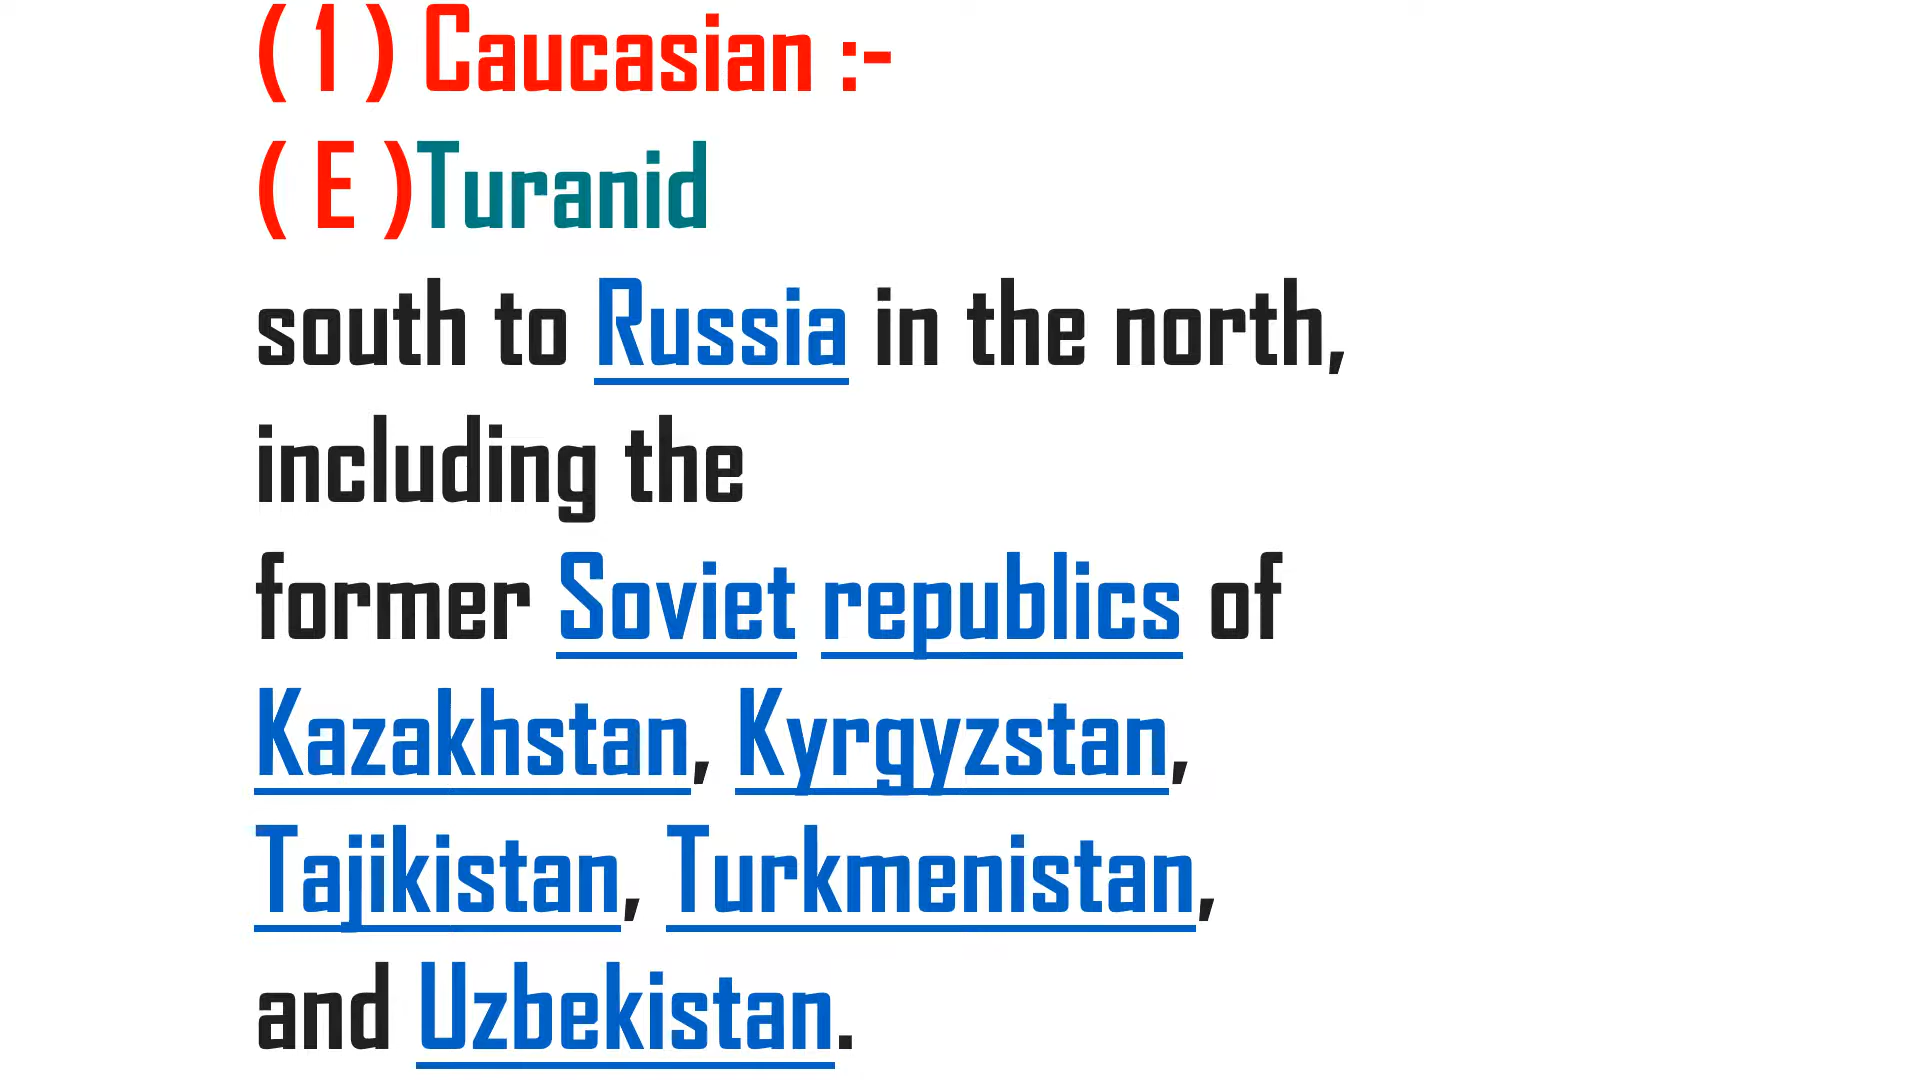 ( 1 ) Caucasian :-
( E )Turanid
south to Russia in the north,
including the
former Soviet republics of
Kazakhstan, Kyrgyzstan,
Tajikistan, Turkmenistan,
and Uzbekistan.